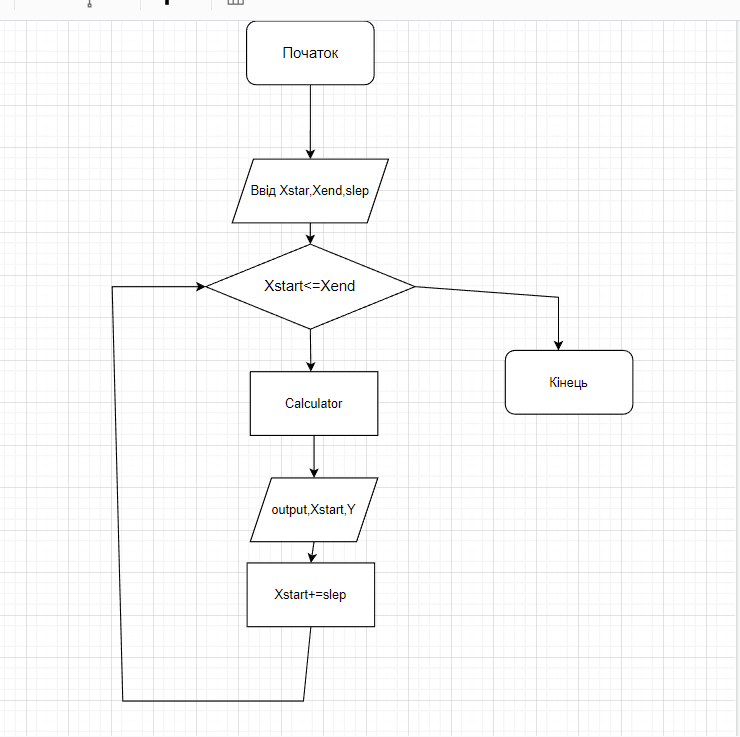 Початок
Ввід Xstar,Xend,slep
Xstart<=Xend
Кінець
Calculator
output,Xstart,Y
Xstart+=slep